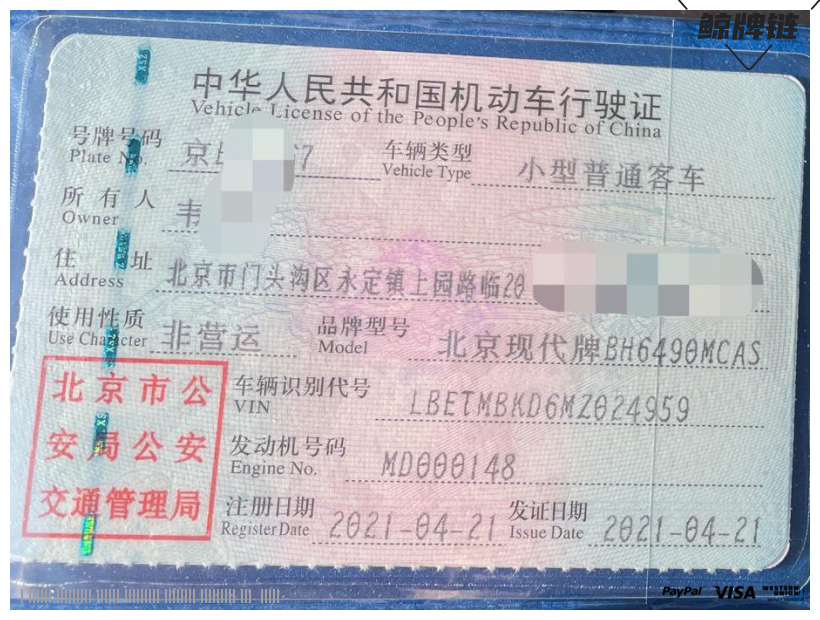 鲸牌链
中华人民共和国机动车行驶证
Vehicle License of the People's Republic of China
号牌号码 京 7 车辆类型 小型普通客车
Plate No. Vehicle Type
所有人 韦
Owner
住址 北京市门头沟区永定镇上园路临20
Address
使用性质 非营运 品牌型号 北京现代牌BH6490MCAS
Use Character Model
北京市公 车辆识别代号 LBETMBKD6MZ024959
VIN
安局公安 发动机号码 MD000148
Engine No.
交通管理局 注册日期 2021-04-21 发证日期 2021-04-21
Register Date Issue Date
PayPal VISA WESTERN UNION